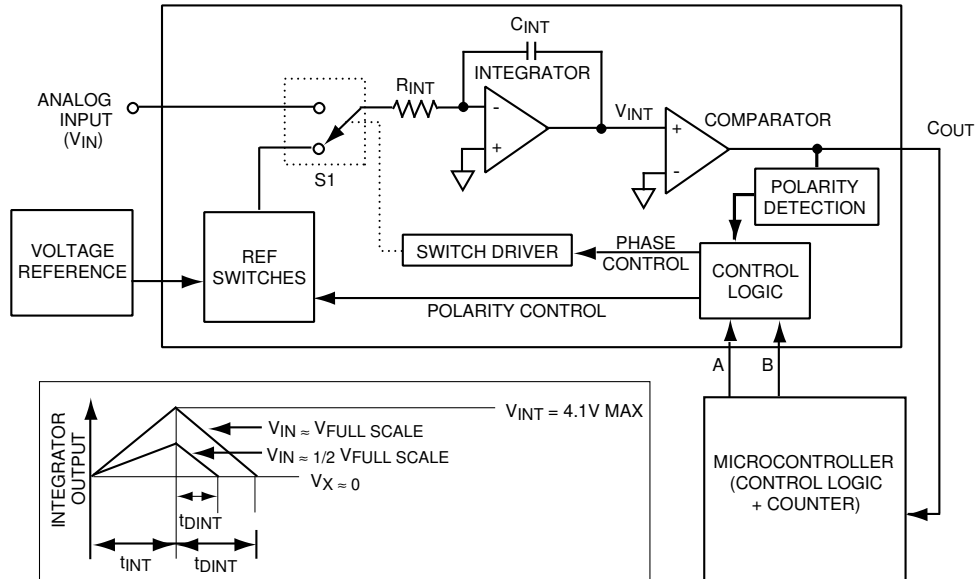 CINT
INTEGRATOR
RINT
ANALOG
INPUT
(VIN)
-
+
VINT
+
-
COMPARATOR
COUT
S1
POLARITY
DETECTION
VOLTAGE
REFERENCE
REF
SWITCHES
SWITCH DRIVER
PHASE
CONTROL
CONTROL
LOGIC
POLARITY CONTROL
A
B
MICROCONTROLLER
(CONTROL LOGIC
+ COUNTER)
INTEGRATOR
OUTPUT
VINT = 4.1V MAX
VIN ≈ VFULL SCALE
VIN ≈ 1/2 VFULL SCALE
VX ≈ 0
tDINT
tINT
tDINT